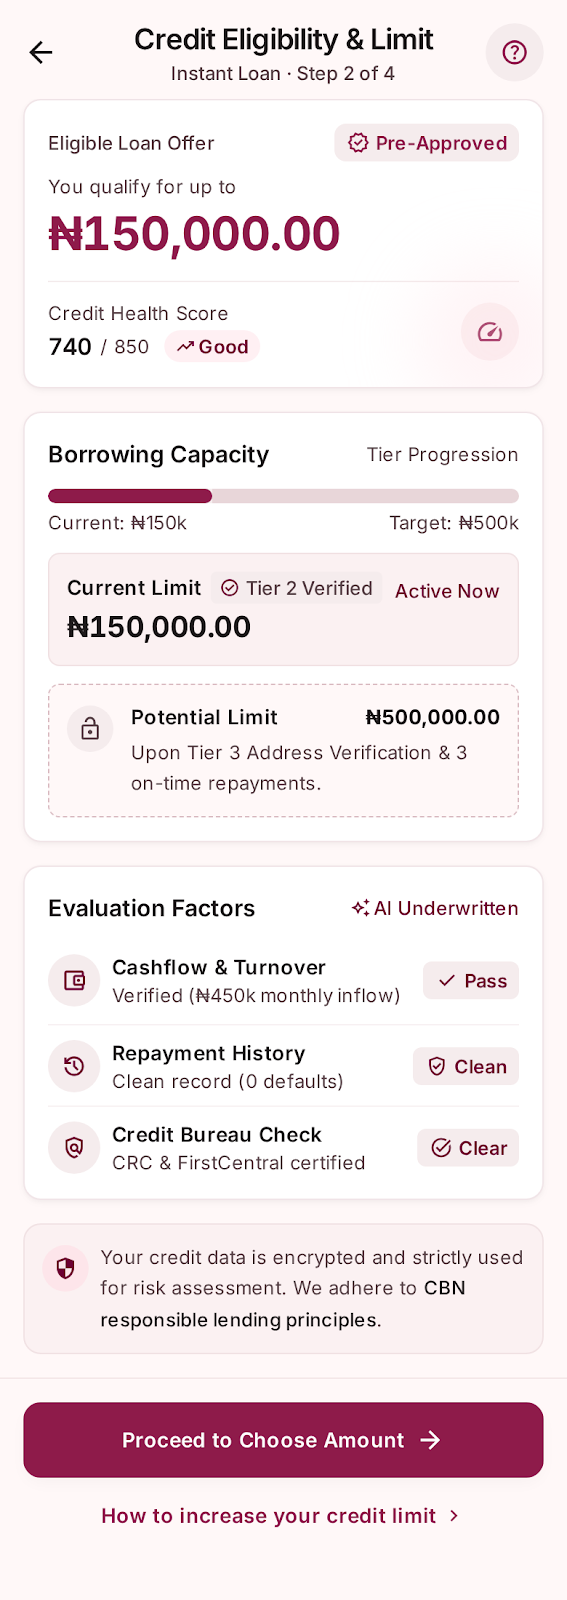 Credit Eligibility & Limit
Instant Loan · Step 2 of 4
Eligible Loan Offer
Pre-Approved
You qualify for up to
₦150,000.00
Credit Health Score
740 / 850
Good
Borrowing Capacity
Tier Progression
Current: ₦150k
Target: ₦500k
Current Limit
Tier 2 Verified
Active Now
₦150,000.00
Potential Limit
₦500,000.00
Upon Tier 3 Address Verification & 3
on-time repayments.
Evaluation Factors
AI Underwritten
Cashflow & Turnover
Verified (₦450k monthly inflow)
Pass
Repayment History
Clean record (0 defaults)
Clean
Credit Bureau Check
CRC & FirstCentral certified
Clear
Your credit data is encrypted and strictly used
for risk assessment. We adhere to CBN
responsible lending principles.
Proceed to Choose Amount
How to increase your credit limit